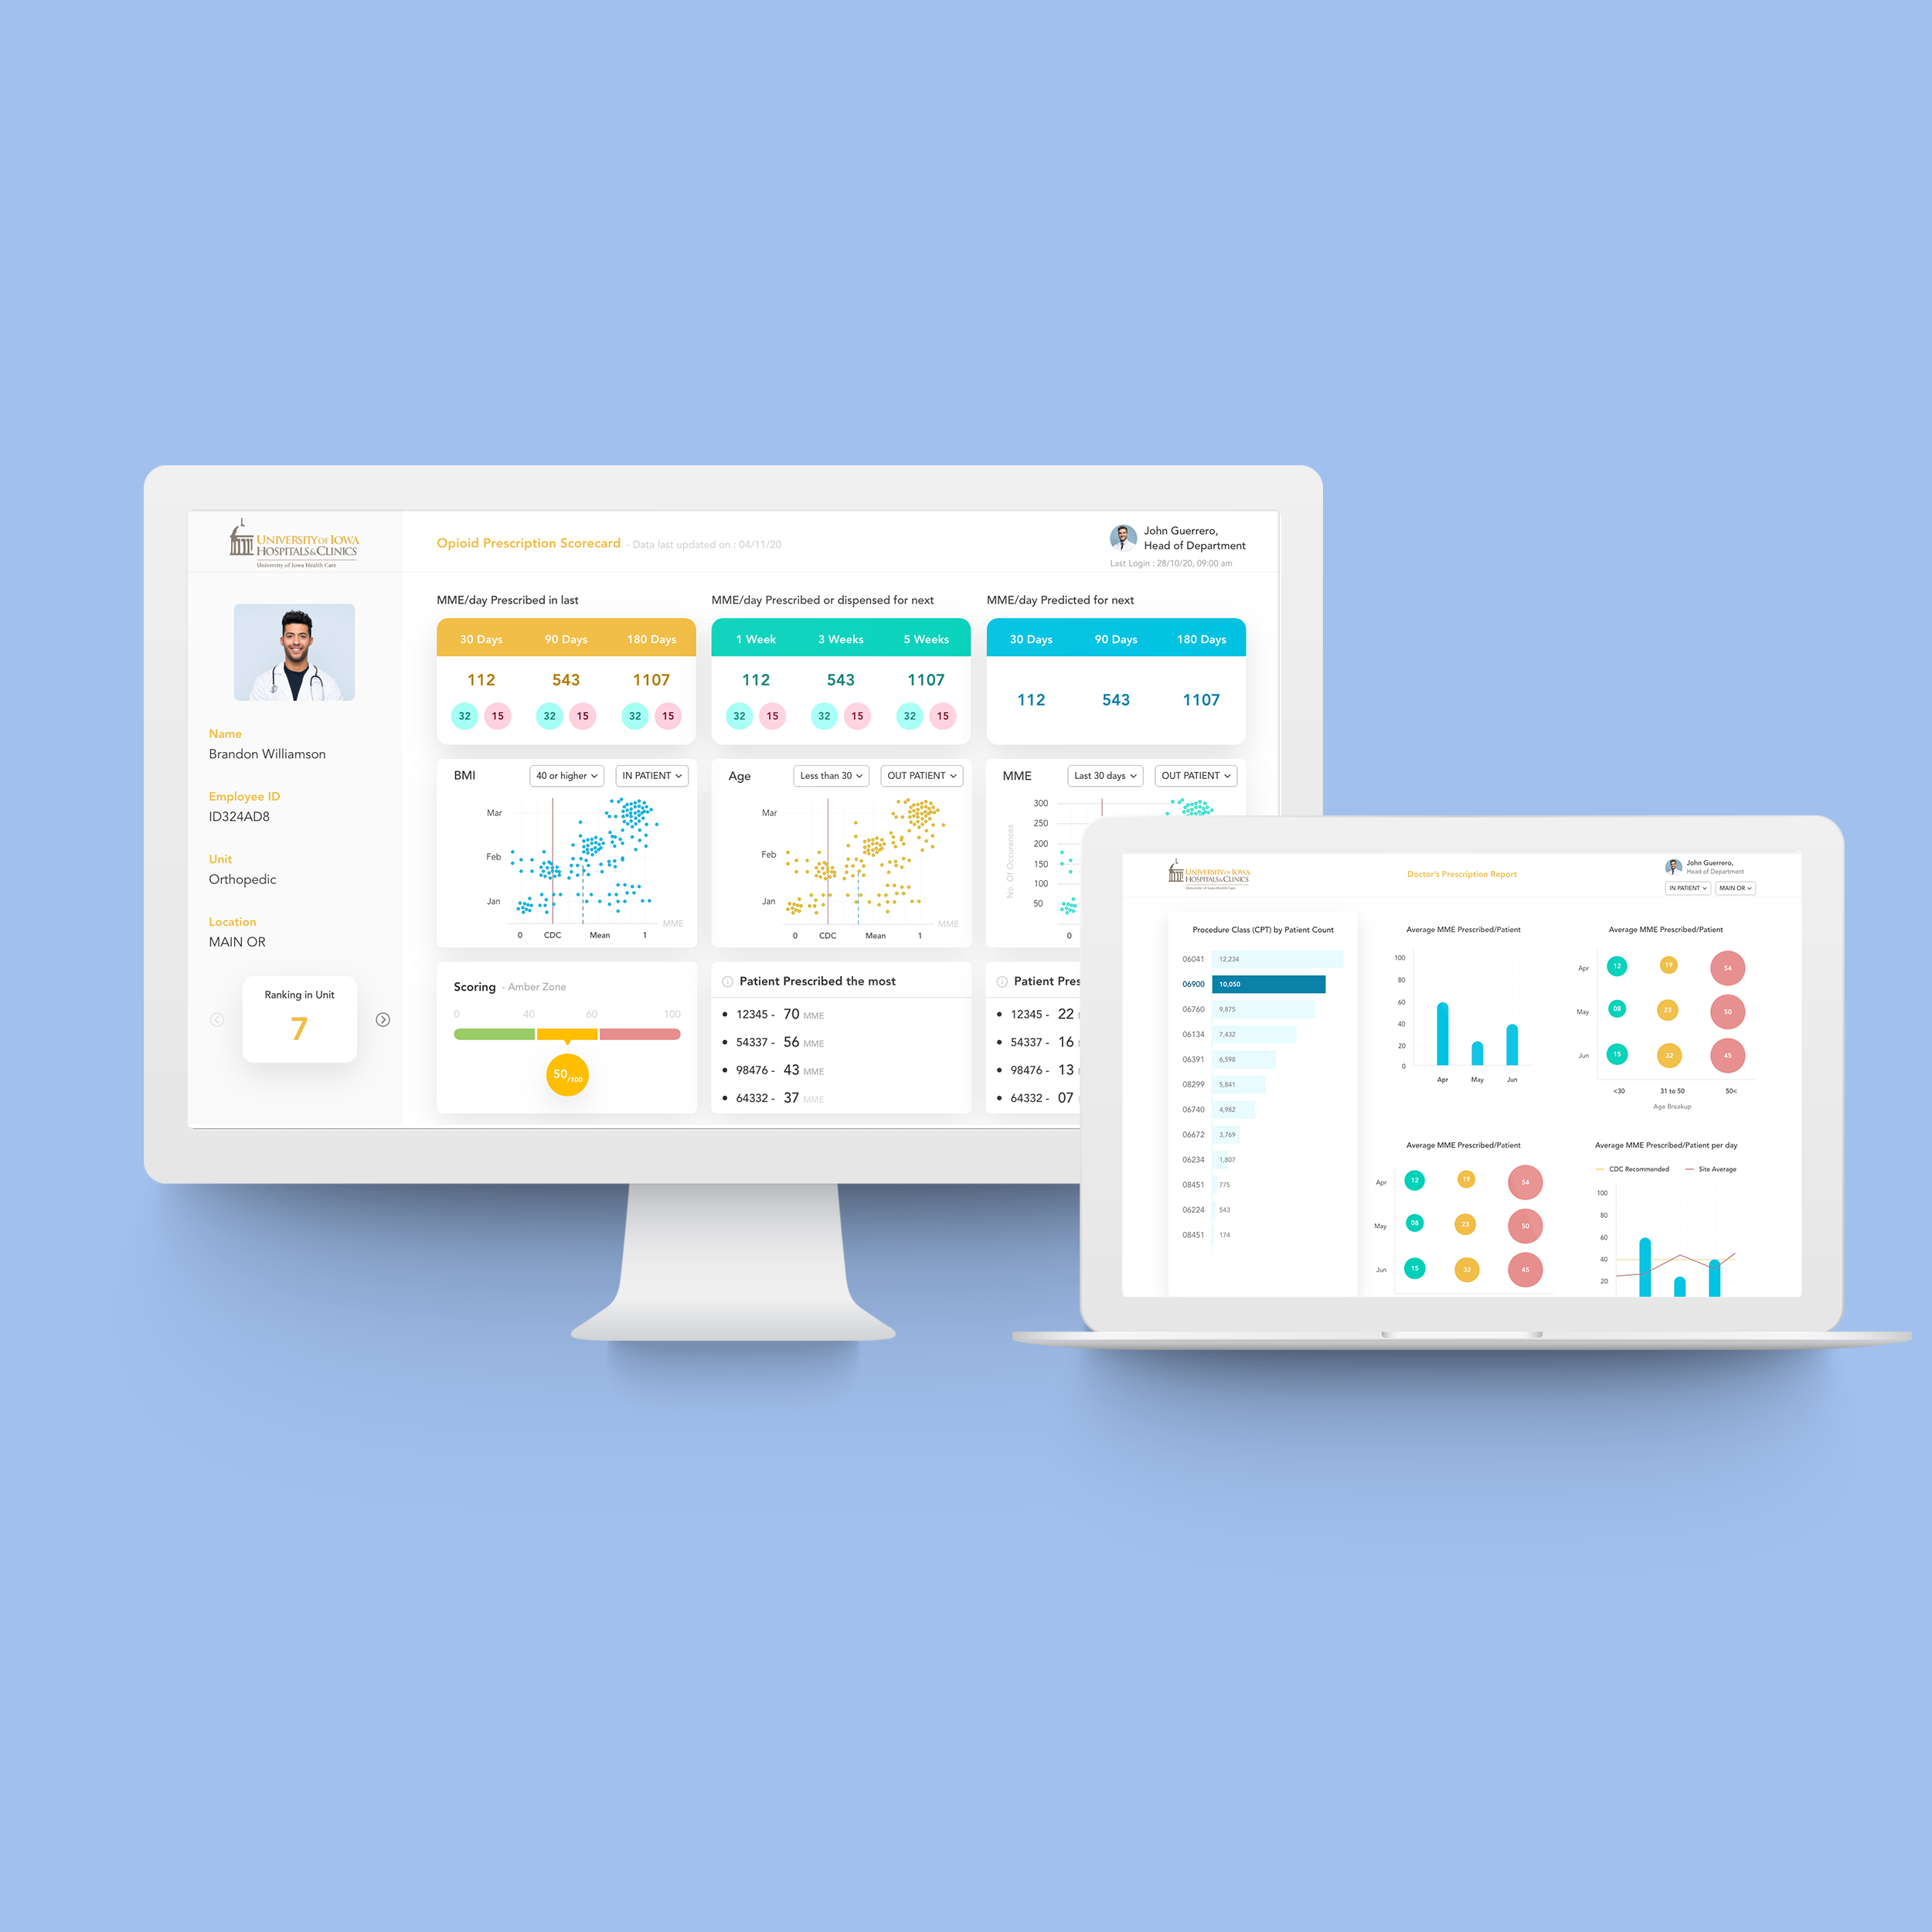 UNIVERSITY OF IOWA
HOSPITALS & CLINICS
University of Iowa Health Care
Opioid Prescription Scorecard - Data last updated on : 04/11/20
John Guerrero,
Head of Department
Last Login : 28/10/20, 09:00 am
Name
Brandon Williamson
Employee ID
ID324AD8
Unit
Orthopedic
Location
MAIN OR
Ranking in Unit
7
MME/day Prescribed in last
30 Days 90 Days 180 Days
112 543 1107
32 15 32 15 32 15
MME/day Prescribed or dispensed for next
1 Week 3 Weeks 5 Weeks
112 543 1107
32 15 32 15 32 15
MME/day Predicted for next
30 Days 90 Days 180 Days
112 543 1107
BMI 40 or higher IN PATIENT
Mar
Feb
Jan
MME
0 CDC Mean 1
Age Less than 30 OUT PATIENT
Mar
Feb
Jan
MME
0 CDC Mean 1
MME Last 30 days OUT PATIENT
No. Of Occurences
300
250
200
150
100
50
0
Scoring - Amber Zone
0 40 60 100
50/100
Patient Prescribed the most
12345 - 70 MME
54337 - 56 MME
98476 - 43 MME
64332 - 37 MME
Patient Pres
12345 - 22
54337 - 16
98476 - 13
64332 - 07
UNIVERSITY OF IOWA
HOSPITALS & CLINICS
University of Iowa Health Care
Doctor's Prescription Report
John Guerrero,
Head of Department
IN PATIENT MAIN OR
Procedure Class (CPT) by Patient Count
06041 12,234
06900 10,050
06760 9,875
06134 7,432
06391 6,598
08299 5,841
06740 4,982
06672 3,769
06234 1,807
08451 775
06224 543
08451 174
Average MME Prescribed/Patient
100
80
60
40
20
0
Apr May Jun
Average MME Prescribed/Patient
Apr 12 19 54
May 08 23 50
Jun 15 32 45
<30 31 to 50 50<
Age Breakup
Average MME Prescribed/Patient
Apr 12 19 54
May 08 23 50
Jun 15 32 45
Average MME Prescribed/Patient per day
CDC Recommended Site Average
100
80
60
40
20